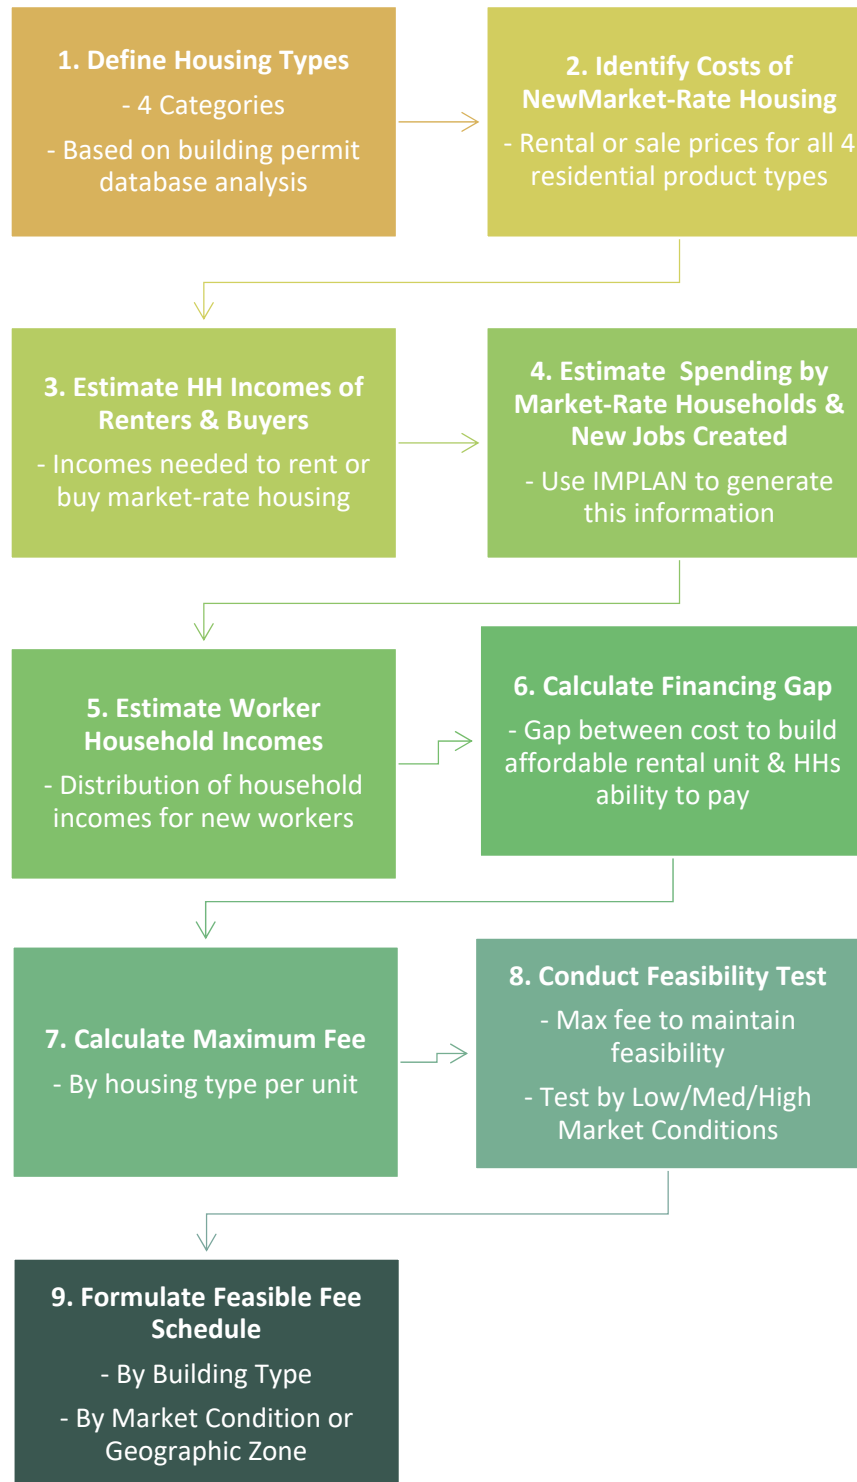 1. Define Housing Types
- 4 Categories
- Based on building permit
database analysis
2. Identify Costs of
NewMarket-Rate Housing
- Rental or sale prices for all 4
residential product types
3. Estimate HH Incomes of
Renters & Buyers
- Incomes needed to rent or
buy market-rate housing
4. Estimate  Spending by
Market-Rate Households &
New Jobs Created
- Use IMPLAN to generate
this information
5. Estimate Worker
Household Incomes
- Distribution of household
incomes for new workers
6. Calculate Financing Gap
- Gap between cost to build
affordable rental unit & HHs
ability to pay
7. Calculate Maximum Fee
- By housing type per unit
8. Conduct Feasibility Test
- Max fee to maintain
feasibility
- Test by Low/Med/High
Market Conditions
9. Formulate Feasible Fee
Schedule
- By Building Type
- By Market Condition or
Geographic Zone